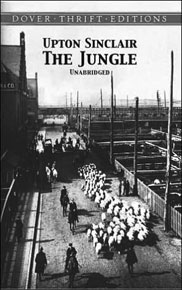 DOVER · THRIFT · EDITIONS
UPTON SINCLAIR
THE JUNGLE
UNABRIDGED